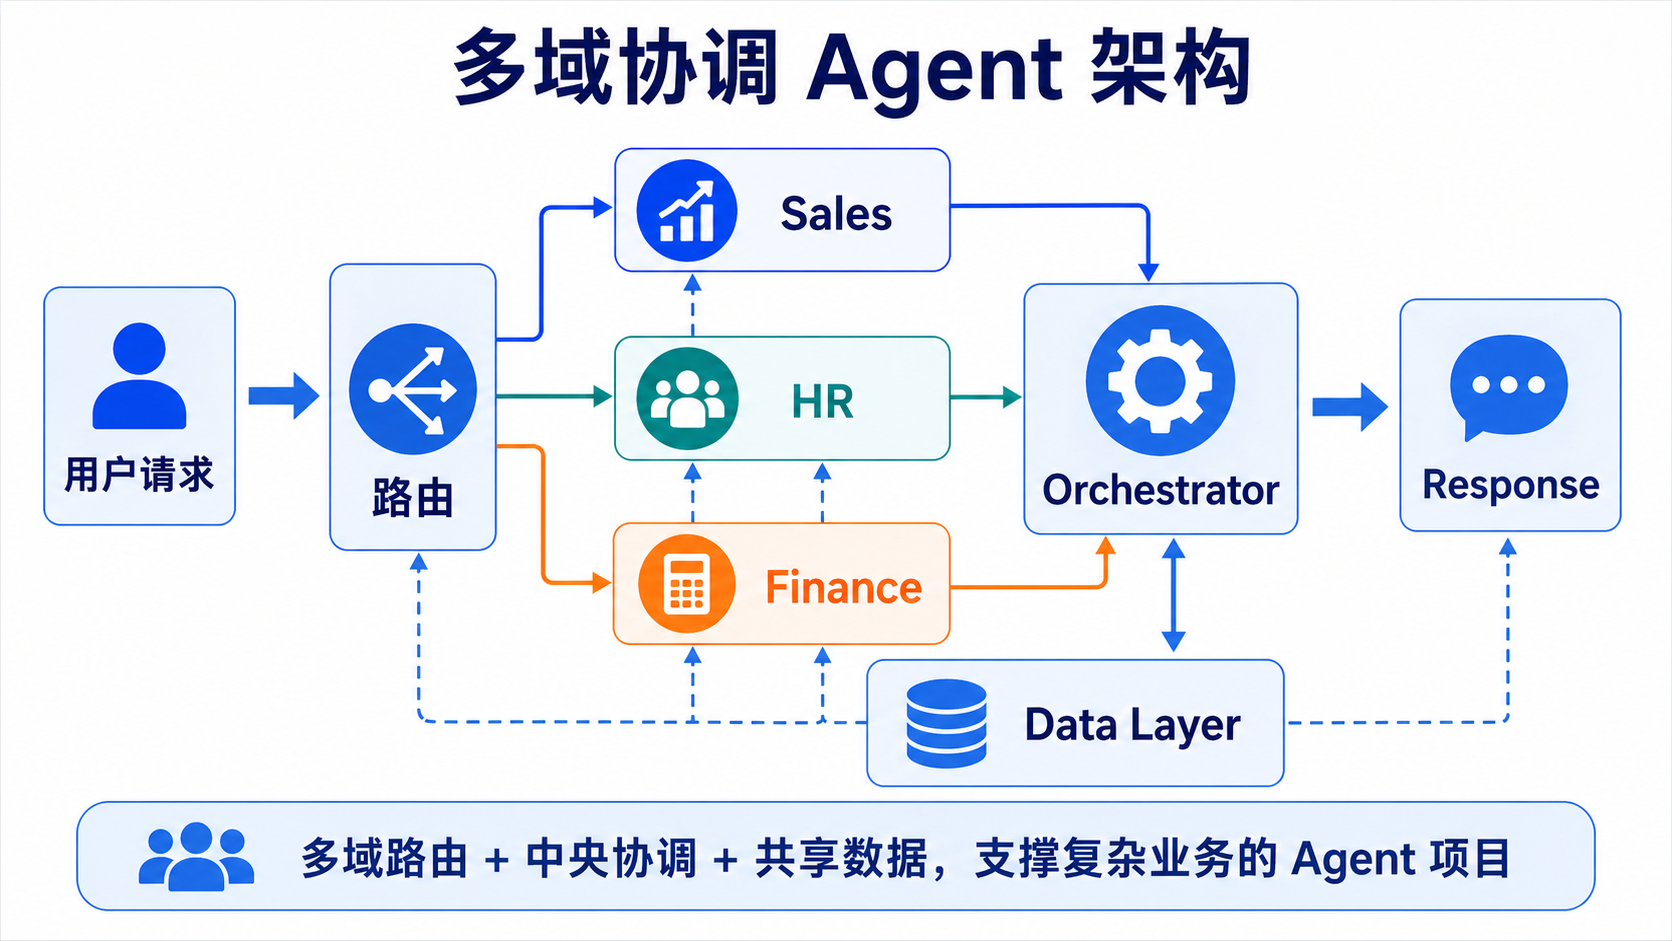 多域协调 Agent 架构
Sales
用户请求
路由
HR
Orchestrator
Response
Finance
Data Layer
多域路由 + 中央协调 + 共享数据，支撑复杂业务的 Agent 项目